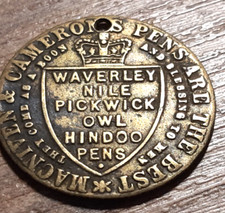 MACNIVEN & CAMERON'S PENS ARE THE BEST
THEY COME AS A BOON AND BLESSING TO MEN
WAVERLEY
NILE
PICKWICK
OWL
HINDOO
PENS